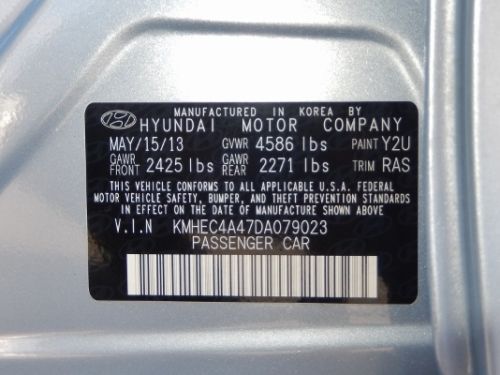 MANUFACTURED IN KOREA BY
HYUNDAI MOTOR COMPANY
MAY/15/13 GVWR 4586 lbs PAINT Y2U
GAWR FRONT 2425 lbs GAWR REAR 2271 lbs TRIM RAS
THIS VEHICLE CONFORMS TO ALL APPLICABLE U.S.A. FEDERAL
MOTOR VEHICLE SAFETY, BUMPER, AND THEFT PREVENTION STANDARDS
IN EFFECT ON THE DATE OF MANUFACTURE SHOWN ABOVE.
V.I.N KMHEC4A47DA079023
PASSENGER CAR